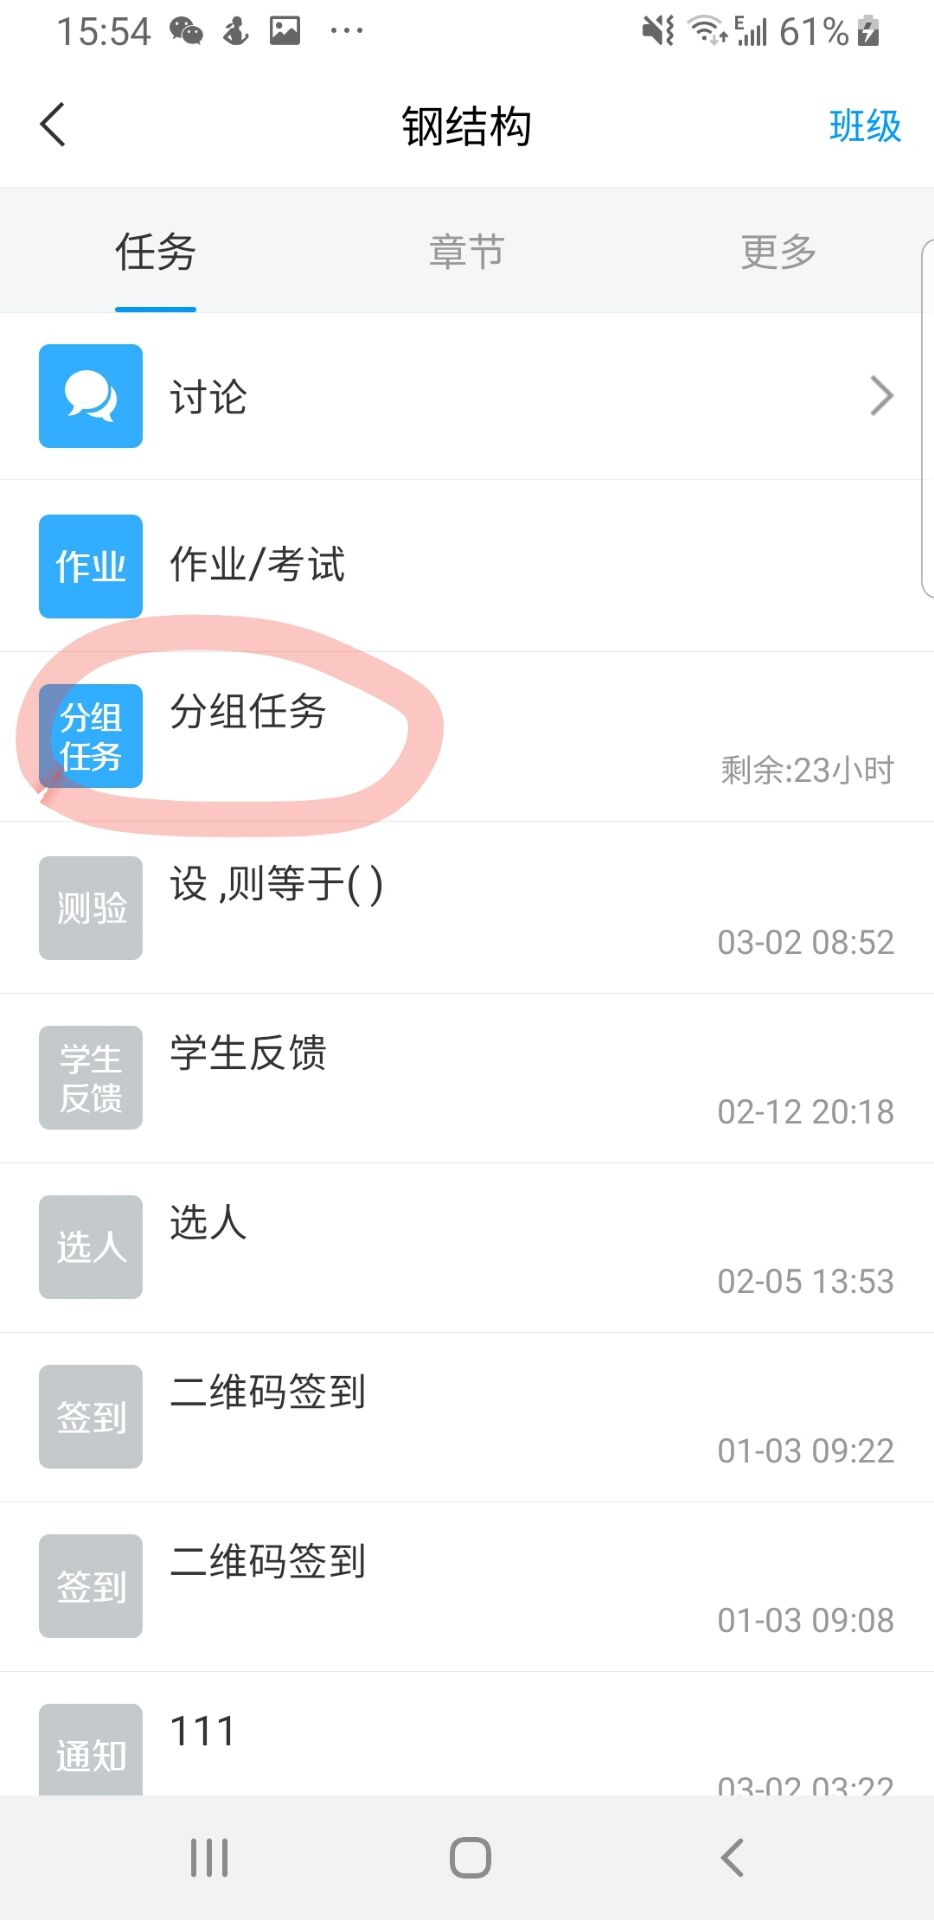 15:54 ... E 61%
钢结构 班级
任务 章节 更多
讨论
作业 作业/考试
分组任务
分组
任务
剩余:23小时
测验
设 ,则等于( )
03-02 08:52
学生
反馈
学生反馈
02-12 20:18
选人
选人
02-05 13:53
签到
二维码签到
01-03 09:22
签到
二维码签到
01-03 09:08
通知
111
03-02 03:22